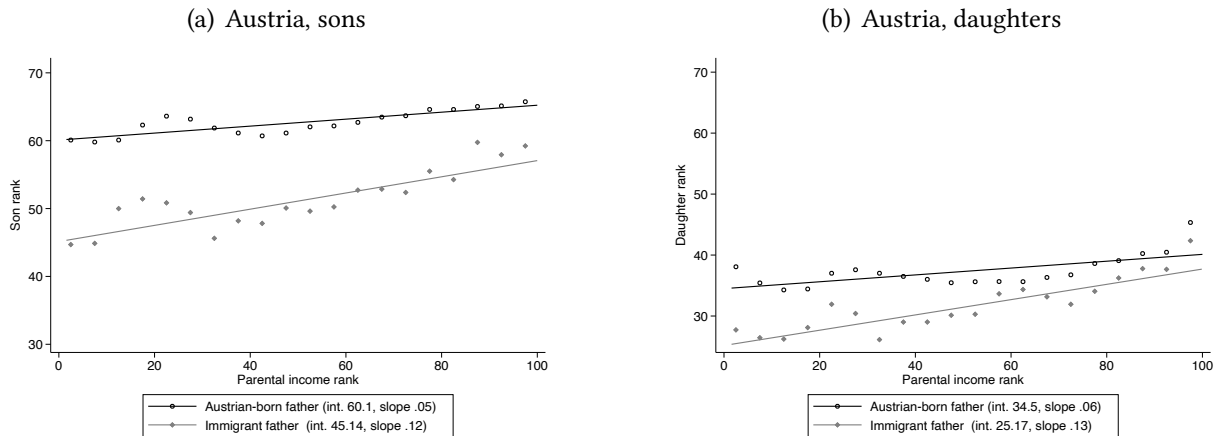 (a) Austria, sons
70
60
50
40
30
Son rank
0 20 40 60 80 100
Parental income rank
Austrian-born father (int. 60.1, slope .05)
Immigrant father (int. 45.14, slope .12)
(b) Austria, daughters
70
60
50
40
30
Daughter rank
0 20 40 60 80 100
Parental income rank
Austrian-born father (int. 34.5, slope .06)
Immigrant father (int. 25.17, slope .13)